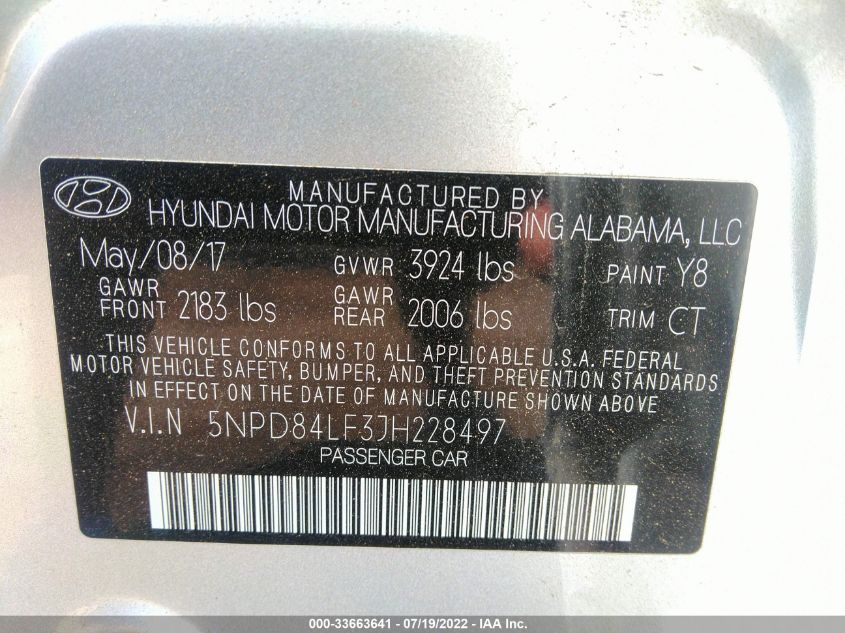 MANUFACTURED BY
HYUNDAI MOTOR MANUFACTURING ALABAMA, LLC
May/08/17 GVWR 3924 lbs PAINT Y8
GAWR FRONT 2183 lbs GAWR REAR 2006 lbs TRIM CT
THIS VEHICLE CONFORMS TO ALL APPLICABLE U.S.A. FEDERAL
MOTOR VEHICLE SAFETY, BUMPER, AND THEFT PREVENTION STANDARDS
IN EFFECT ON THE DATE OF MANUFACTURE SHOWN ABOVE
V.I.N 5NPD84LF3JH228497
PASSENGER CAR
000-33663641 - 07/19/2022 - IAA Inc.